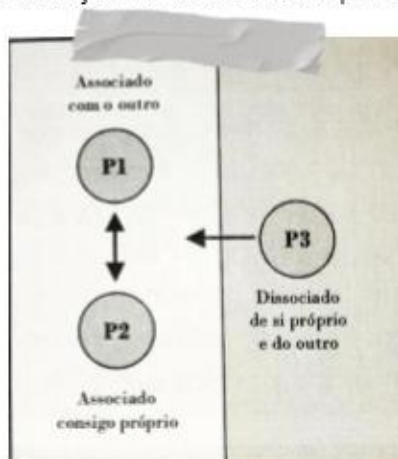 Associado
com o outro
P1
P2
Associado
consigo próprio
P3
Dissociado
de si próprio
e do outro